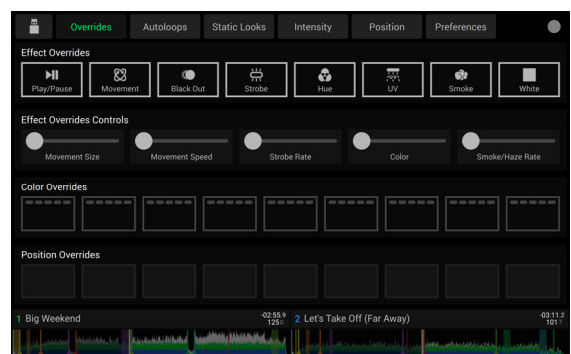 Overrides Autoloops Static Looks Intensity Position Preferences
Effect Overrides
Play/Pause Movement Black Out Strobe Hue UV Smoke White
Effect Overrides Controls
Movement Size Movement Speed Strobe Rate Color Smoke/Haze Rate
Color Overrides
Position Overrides
1 Big Weekend -02:55.9 2 Let's Take Off (Far Away) -03:11.2
125 0 101 7